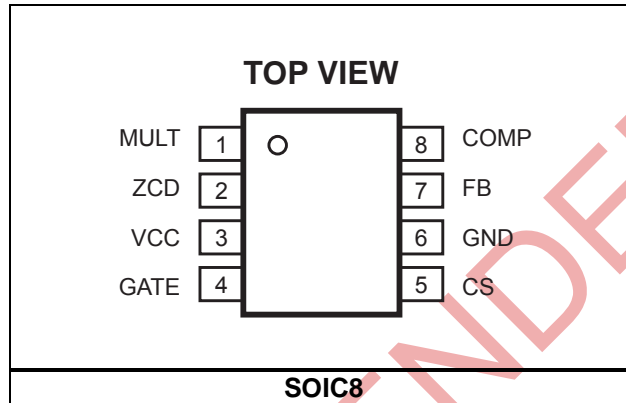 TOP VIEW
MULT 1 8 COMP
ZCD 2 7 FB
VCC 3 6 GND
GATE 4 5 CS
SOIC8